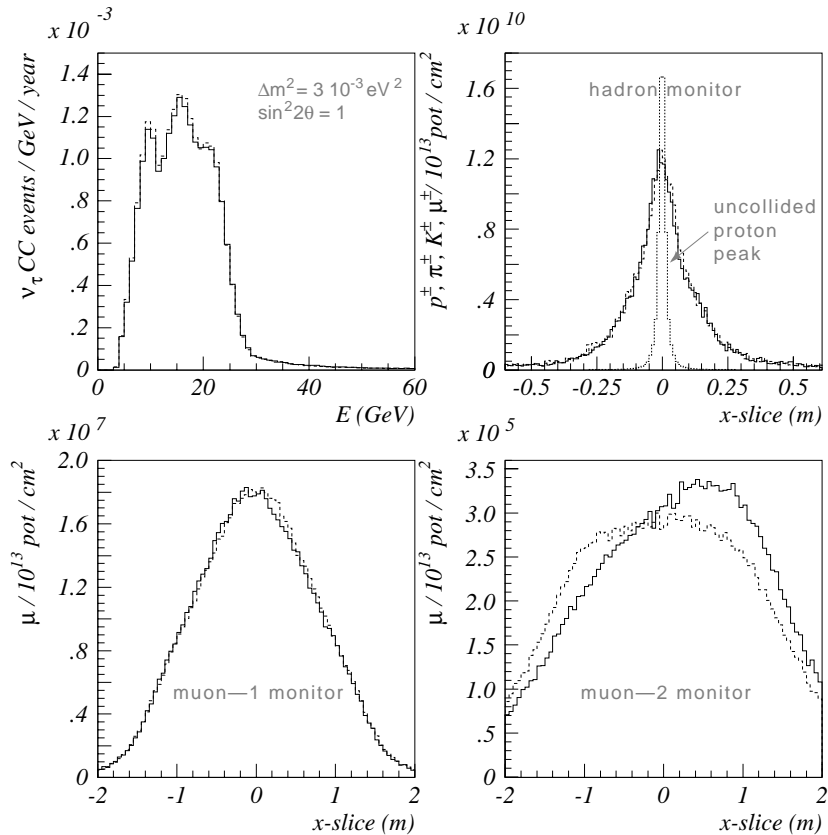 x 10 -3
ντ CC events / GeV / year
1.4
1.2
1.0
.8
.6
.4
.2
0
Δm² = 3 10⁻³ eV²
sin²2θ = 1
0 20 40 60
E (GeV)
x 10 10
p±, π±, K±, μ± / 10¹³ pot / cm²
1.6
1.2
.8
.4
0
hadron monitor
uncollided
proton
peak
-0.5 -0.25 0 0.25 0.5
x-slice (m)
x 10 7
μ / 10¹³ pot / cm²
2.0
1.6
1.2
.8
.4
0
muon—1 monitor
-2 -1 0 1 2
x-slice (m)
x 10 5
μ / 10¹³ pot / cm²
3.5
3.0
2.5
2.0
1.5
1.0
.5
0
muon—2 monitor
-2 -1 0 1 2
x-slice (m)